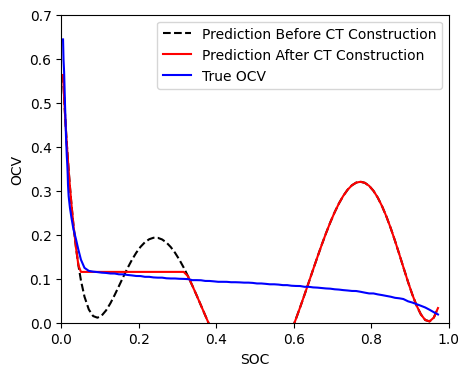 Prediction Before CT Construction
Prediction After CT Construction
True OCV
0.7
0.6
0.5
0.4
0.3
0.2
0.1
0.0
OCV
0.0 0.2 0.4 0.6 0.8 1.0
SOC